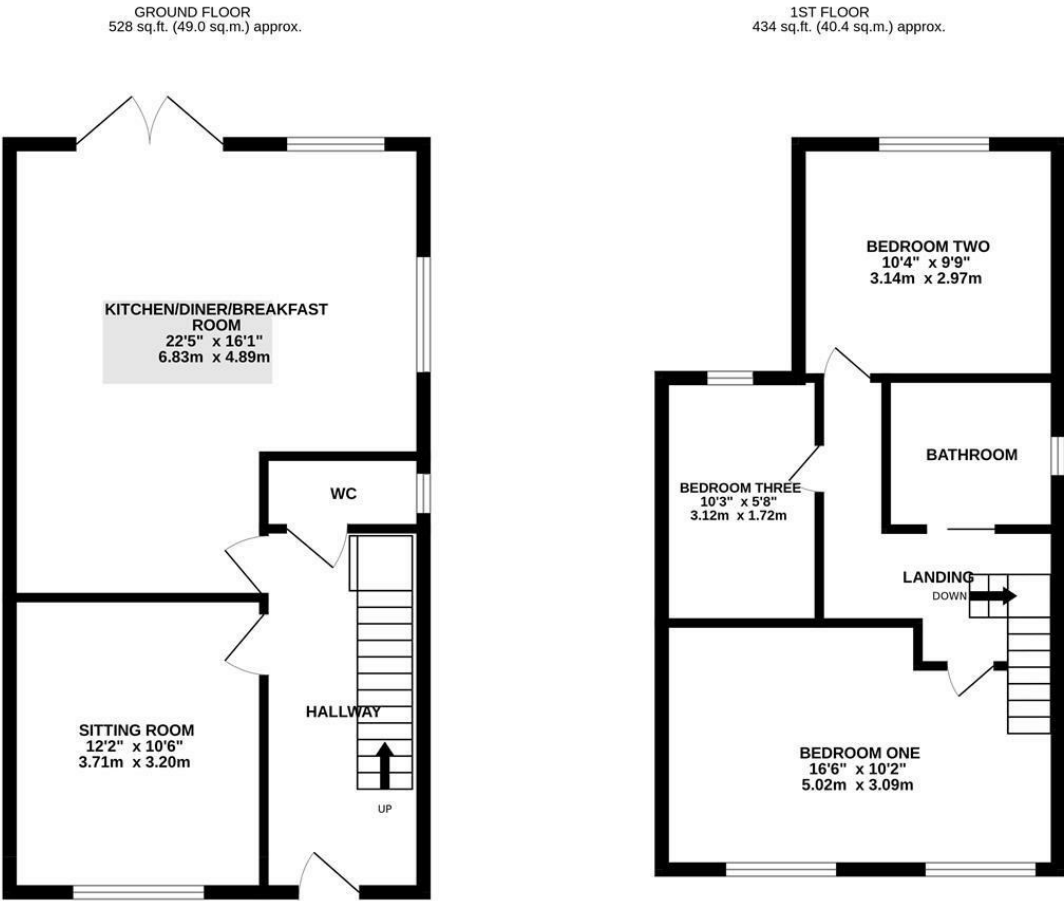 GROUND FLOOR
528 sq.ft. (49.0 sq.m.) approx.
KITCHEN/DINER/BREAKFAST
ROOM
22'5" x 16'1"
6.83m x 4.89m
WC
SITTING ROOM
12'2" x 10'6"
3.71m x 3.20m
HALLWAY
UP
1ST FLOOR
434 sq.ft. (40.4 sq.m.) approx.
BEDROOM TWO
10'4" x 9'9"
3.14m x 2.97m
BATHROOM
BEDROOM THREE
10'3" x 5'8"
3.12m x 1.72m
LANDING
DOWN
BEDROOM ONE
16'6" x 10'2"
5.02m x 3.09m